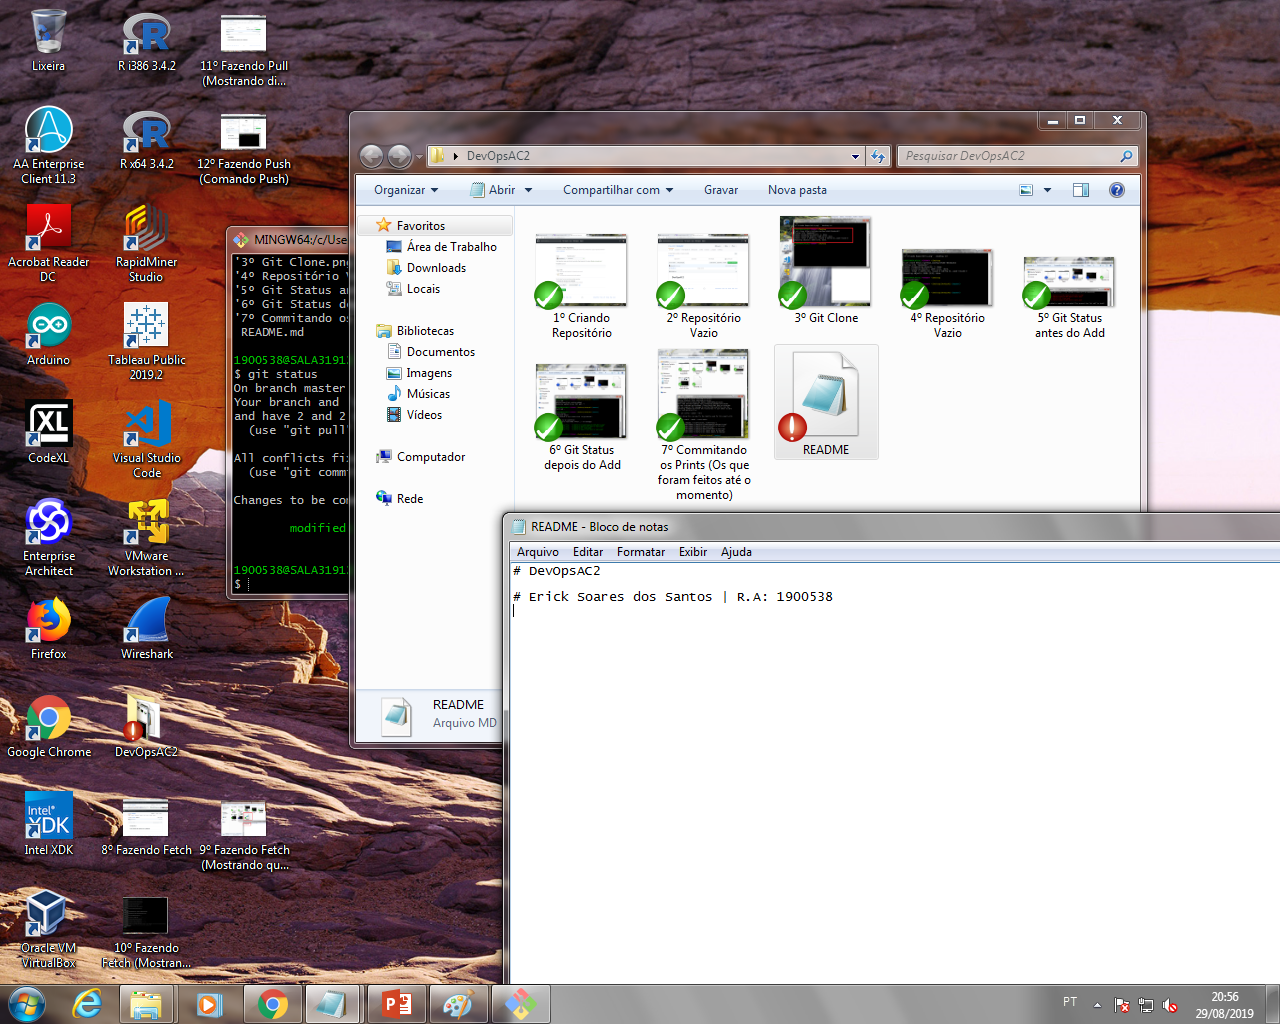 Lixeira
R i386 3.4.2
11º Fazendo Pull
(Mostrando di...
AA Enterprise
Client 11.3
R x64 3.4.2
12º Fazendo Push
(Comando Push)
Acrobat Reader
DC
RapidMiner
Studio
Arduino
Tableau Public
2019.2
CodeXL
Visual Studio
Code
Enterprise
Architect
VMware
Workstation ...
Firefox
Wireshark
Google Chrome
DevOpsAC2
Intel XDK
8º Fazendo Fetch
9º Fazendo Fetch
(Mostrando qu...
Oracle VM
VirtualBox
10º Fazendo
Fetch (Mostran...
MINGW64:/c/Use
'3º Git Clone.pn
'4º Repositório V
'5º Git Status an
'6º Git Status de
'7º Commitando os
README.md
1900538@SALA3191
$ git status
On branch master
Your branch and
and have 2 and 2
(use "git pull"
All conflicts fi
(use "git comm
Changes to be com
modified
1900538@SALA3191
$
DevOpsAC2
Pesquisar DevOpsAC2
Organizar
Abrir
Compartilhar com
Gravar
Nova pasta
Favoritos
Área de Trabalho
Downloads
Locais
Bibliotecas
Documentos
Imagens
Músicas
Vídeos
Computador
Rede
1º Criando
Repositório
2º Repositório
Vazio
3º Git Clone
4º Repositório
Vazio
5º Git Status
antes do Add
6º Git Status
depois do Add
7º Commitando
os Prints (Os que
foram feitos até o
momento)
README
README
Arquivo MD
README - Bloco de notas
Arquivo Editar Formatar Exibir Ajuda
# DevOpsAC2
# Erick Soares dos Santos | R.A: 1900538
PT
20:56
29/08/2019